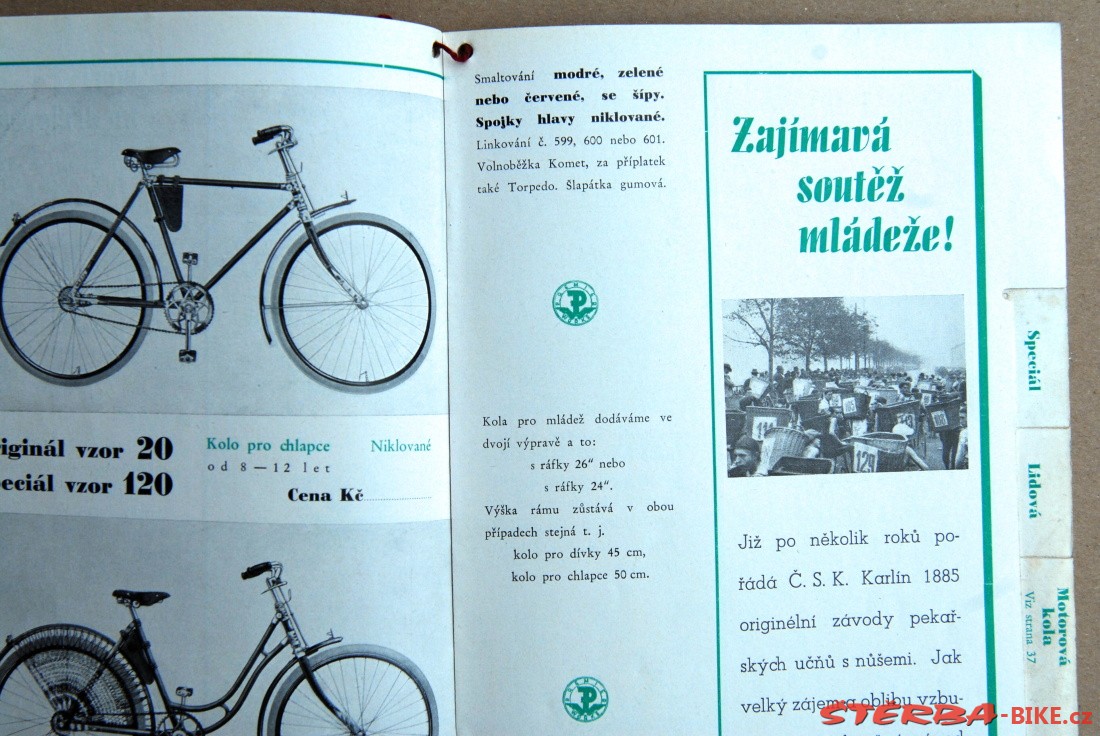 riginál vzor 20
eciál vzor 120
Kolo pro chlapce
od 8 — 12 let
Niklované
Cena Kč
Smaltování modré, zelené
nebo červené, se šípy.
Spojky hlavy niklované.
Linkování č. 599, 600 nebo 601.
Volnoběžka Komet, za příplatek
také Torpedo. Šlapátka gumová.
Kola pro mládež dodáváme ve
dvojí výpravě a to:
s ráfky 26“ nebo
s ráfky 24“.
Výška rámu zůstává v obou
případech stejná t. j.
kolo pro dívky 45 cm,
kolo pro chlapce 50 cm.
Zajímavá
soutěž
mládeže!
Již po několik roků po-
řádá Č. S. K. Karlín 1885
originélní závody pekař-
ských učňů s nůšemi. Jak
velký zájem a oblibu vzbu-
Speciál
Lidová
Motorová
kola
Viz strana 37
STERBA-BIKE.cz